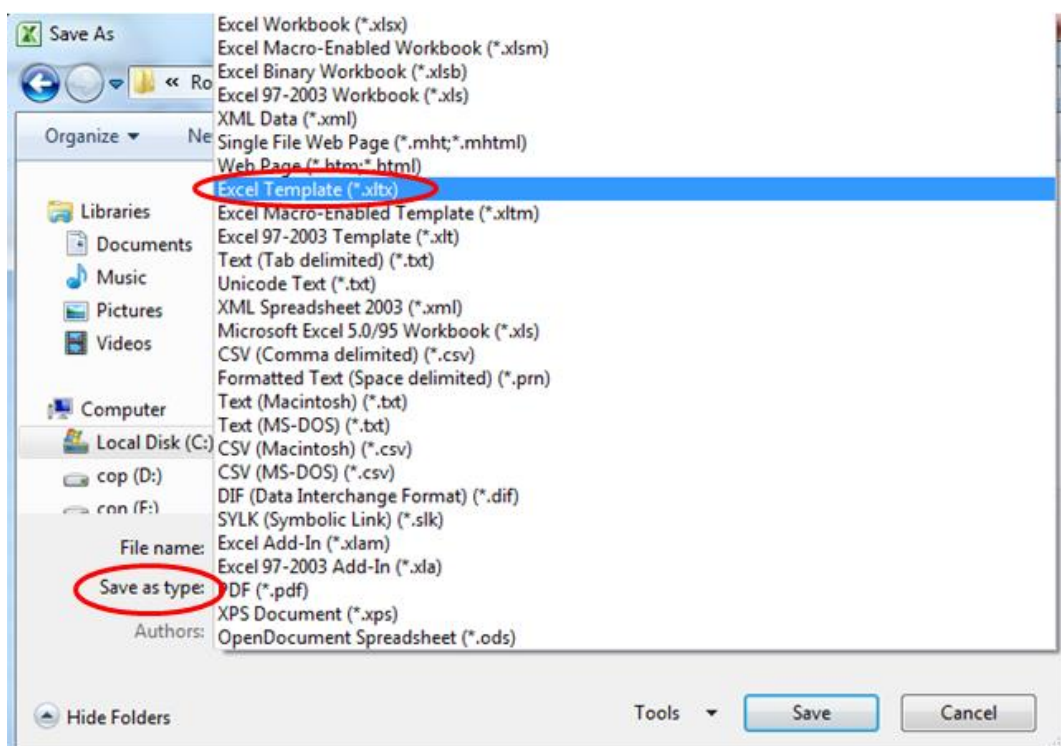 Save As
« Ro
Organize
Ne
Libraries
Documents
Music
Pictures
Videos
Computer
Local Disk (C:)
cop (D:)
cop (E:)
Excel Workbook (*.xlsx)
Excel Macro-Enabled Workbook (*.xlsm)
Excel Binary Workbook (*.xlsb)
Excel 97-2003 Workbook (*.xls)
XML Data (*.xml)
Single File Web Page (*.mht;*.mhtml)
Web Page (*.htm;*.html)
Excel Template (*.xltx)
Excel Macro-Enabled Template (*.xltm)
Excel 97-2003 Template (*.xlt)
Text (Tab delimited) (*.txt)
Unicode Text (*.txt)
XML Spreadsheet 2003 (*.xml)
Microsoft Excel 5.0/95 Workbook (*.xls)
CSV (Comma delimited) (*.csv)
Formatted Text (Space delimited) (*.prn)
Text (Macintosh) (*.txt)
Text (MS-DOS) (*.txt)
CSV (Macintosh) (*.csv)
CSV (MS-DOS) (*.csv)
DIF (Data Interchange Format) (*.dif)
SYLK (Symbolic Link) (*.slk)
Excel Add-In (*.xlam)
Excel 97-2003 Add-In (*.xla)
PDF (*.pdf)
XPS Document (*.xps)
OpenDocument Spreadsheet (*.ods)
File name:
Save as type:
Authors:
Hide Folders
Tools
Save
Cancel